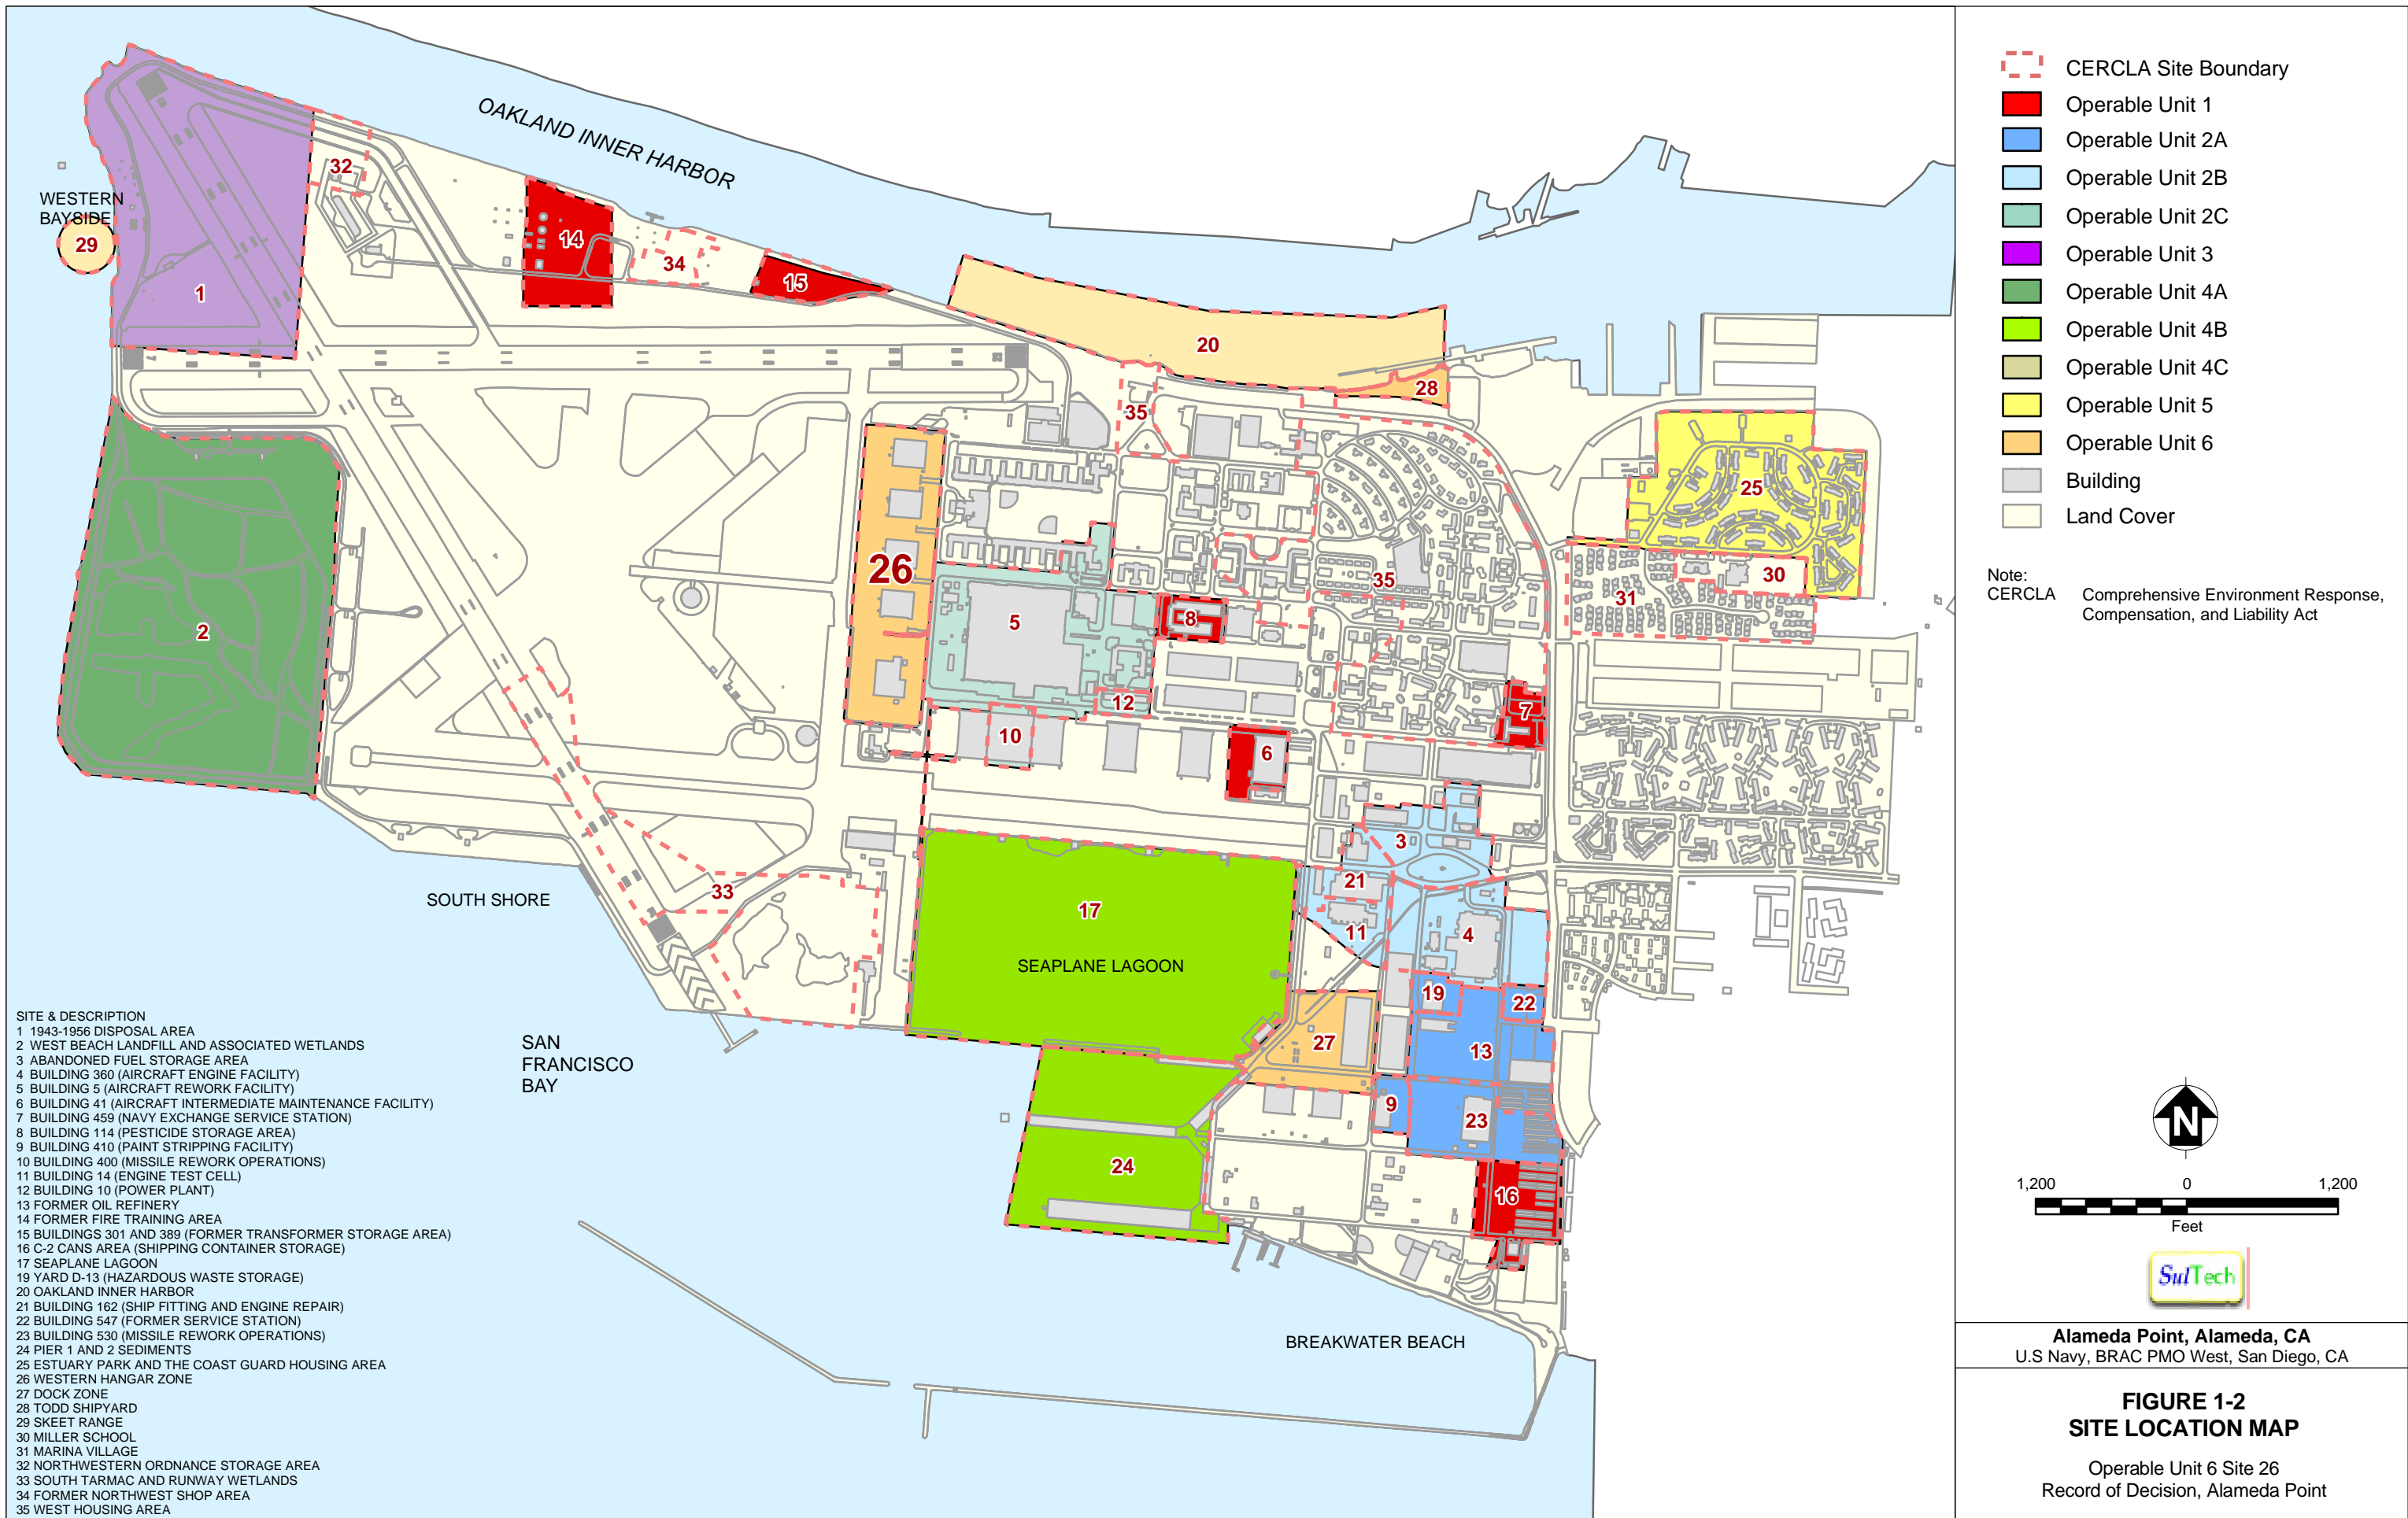 OAKLAND INNER HARBOR
WESTERN
BAYSIDE
29
1
32
14
34
15
20
28
35
2
26
5
8
35
12
10
6
7
25
30
31
3
21
11
4
33
17
SEAPLANE LAGOON
19
22
27
13
9
23
24
16
SOUTH SHORE
SAN
FRANCISCO
BAY
BREAKWATER BEACH
SITE & DESCRIPTION
1 1943-1956 DISPOSAL AREA
2 WEST BEACH LANDFILL AND ASSOCIATED WETLANDS
3 ABANDONED FUEL STORAGE AREA
4 BUILDING 360 (AIRCRAFT ENGINE FACILITY)
5 BUILDING 5 (AIRCRAFT REWORK FACILITY)
6 BUILDING 41 (AIRCRAFT INTERMEDIATE MAINTENANCE FACILITY)
7 BUILDING 459 (NAVY EXCHANGE SERVICE STATION)
8 BUILDING 114 (PESTICIDE STORAGE AREA)
9 BUILDING 410 (PAINT STRIPPING FACILITY)
10 BUILDING 400 (MISSILE REWORK OPERATIONS)
11 BUILDING 14 (ENGINE TEST CELL)
12 BUILDING 10 (POWER PLANT)
13 FORMER OIL REFINERY
14 FORMER FIRE TRAINING AREA
15 BUILDINGS 301 AND 389 (FORMER TRANSFORMER STORAGE AREA)
16 C-2 CANS AREA (SHIPPING CONTAINER STORAGE)
17 SEAPLANE LAGOON
19 YARD D-13 (HAZARDOUS WASTE STORAGE)
20 OAKLAND INNER HARBOR
21 BUILDING 162 (SHIP FITTING AND ENGINE REPAIR)
22 BUILDING 547 (FORMER SERVICE STATION)
23 BUILDING 530 (MISSILE REWORK OPERATIONS)
24 PIER 1 AND 2 SEDIMENTS
25 ESTUARY PARK AND THE COAST GUARD HOUSING AREA
26 WESTERN HANGAR ZONE
27 DOCK ZONE
28 TODD SHIPYARD
29 SKEET RANGE
30 MILLER SCHOOL
31 MARINA VILLAGE
32 NORTHWESTERN ORDNANCE STORAGE AREA
33 SOUTH TARMAC AND RUNWAY WETLANDS
34 FORMER NORTHWEST SHOP AREA
35 WEST HOUSING AREA
CERCLA Site Boundary
Operable Unit 1
Operable Unit 2A
Operable Unit 2B
Operable Unit 2C
Operable Unit 3
Operable Unit 4A
Operable Unit 4B
Operable Unit 4C
Operable Unit 5
Operable Unit 6
Building
Land Cover
Note:
CERCLA Comprehensive Environment Response,
Compensation, and Liability Act
N
1,200 0 1,200
Feet
SulTech
Alameda Point, Alameda, CA
U.S Navy, BRAC PMO West, San Diego, CA
FIGURE 1-2
SITE LOCATION MAP
Operable Unit 6 Site 26
Record of Decision, Alameda Point